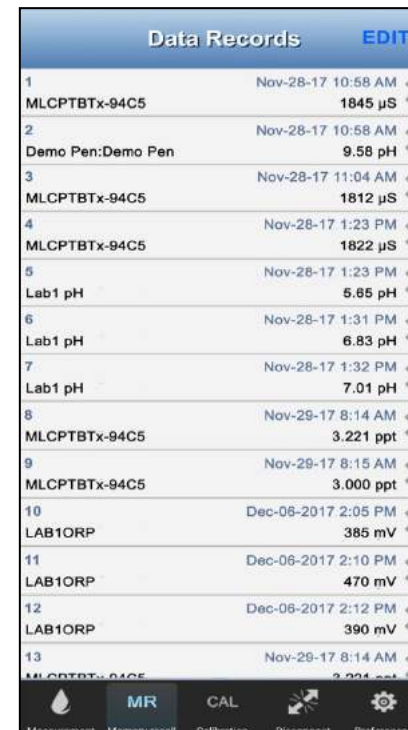 Data Records EDIT
1 Nov-28-17 10:58 AM
MLCPTBTx-94C5 1845 µS
2 Nov-28-17 10:58 AM
Demo Pen:Demo Pen 9.58 pH
3 Nov-28-17 11:04 AM
MLCPTBTx-94C5 1812 µS
4 Nov-28-17 1:23 PM
MLCPTBTx-94C5 1822 µS
5 Nov-28-17 1:23 PM
Lab1 pH 5.65 pH
6 Nov-28-17 1:31 PM
Lab1 pH 6.83 pH
7 Nov-28-17 1:32 PM
Lab1 pH 7.01 pH
8 Nov-29-17 8:14 AM
MLCPTBTx-94C5 3.221 ppt
9 Nov-29-17 8:15 AM
MLCPTBTx-94C5 3.000 ppt
10 Dec-06-2017 2:05 PM
LAB1ORP 385 mV
11 Dec-06-2017 2:10 PM
LAB1ORP 470 mV
12 Dec-06-2017 2:12 PM
LAB1ORP 390 mV
13 Nov-29-17 8:14 AM
MR CAL